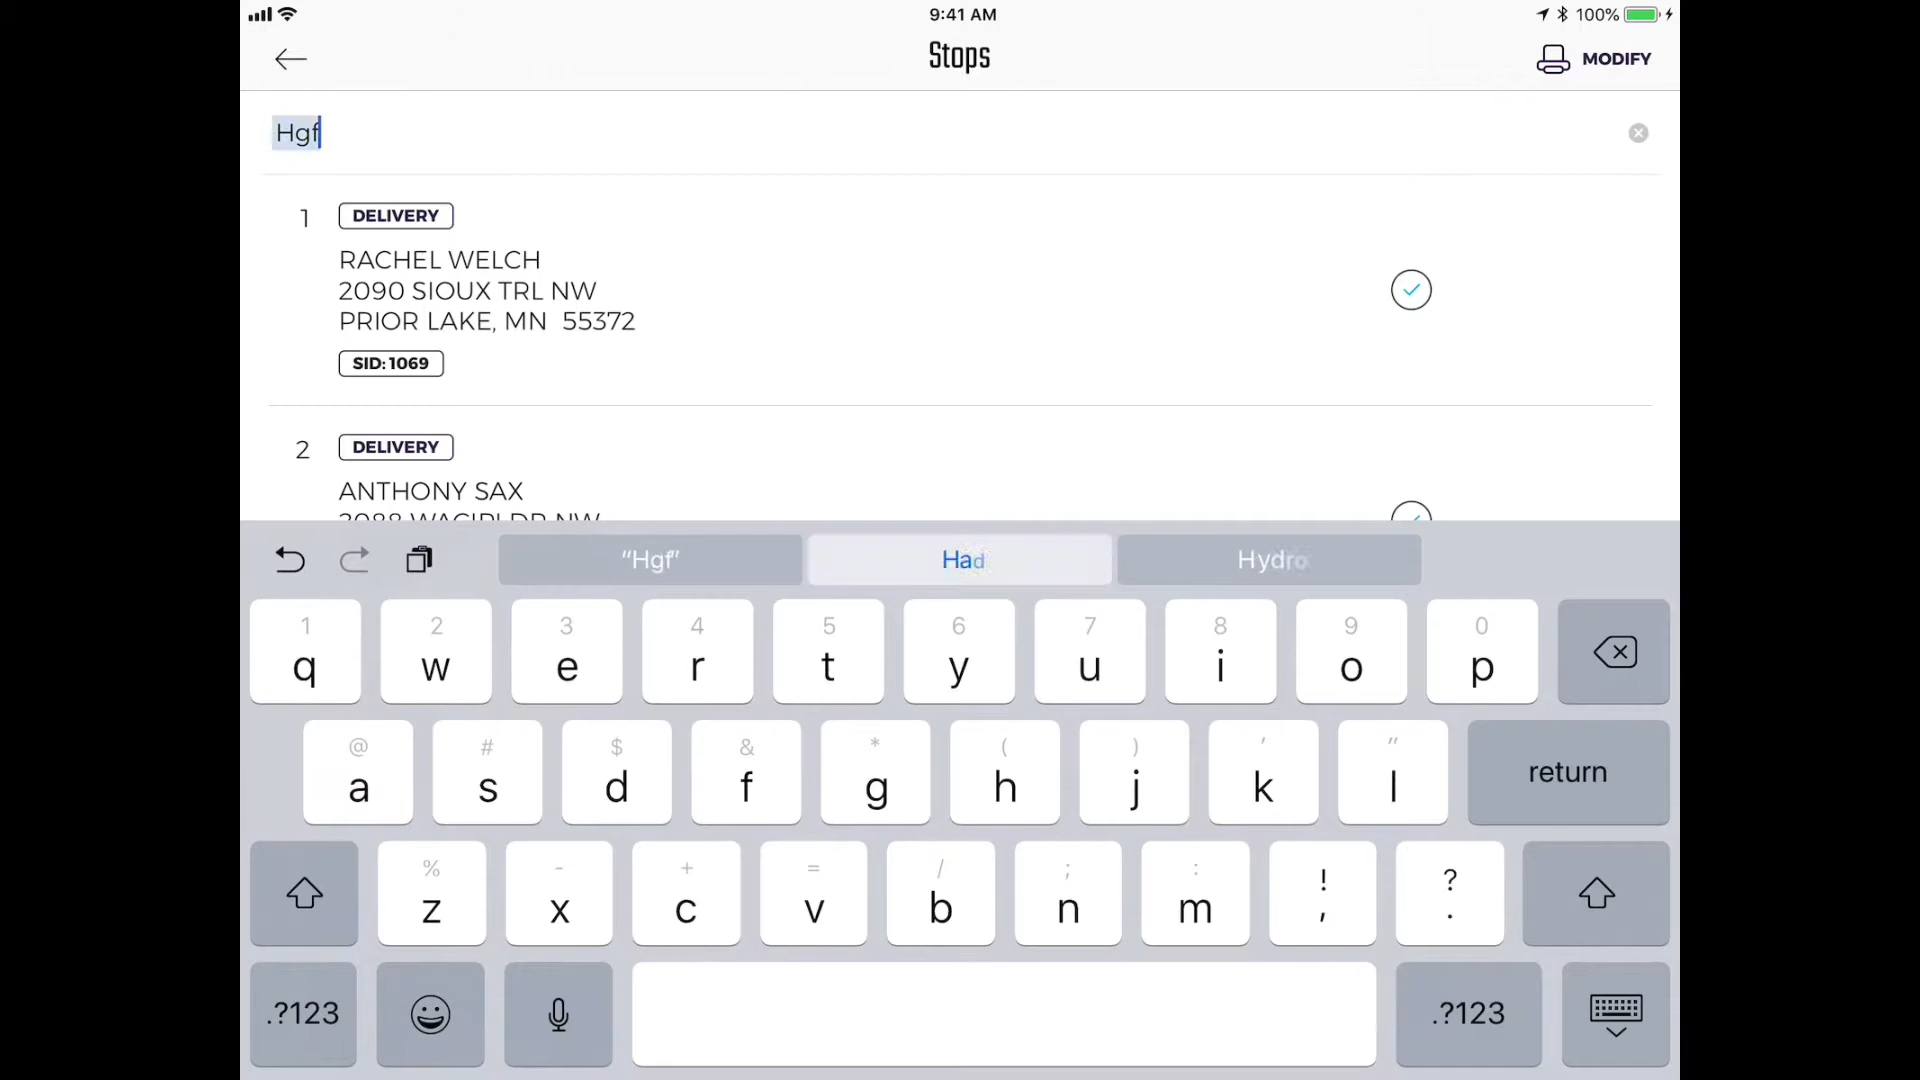 9:41 AM
100%
Stops
MODIFY
Hgf
1
DELIVERY
RACHEL WELCH
2090 SIOUX TRL NW
PRIOR LAKE, MN 55372
SID: 1069
2
DELIVERY
ANTHONY SAX
"Hgf"
Had
Hydro
1 2 3 4 5 6 7 8 9 0
q w e r t y u i o p
@ # $ & * ( ) ' "
a s d f g h j k l
return
% - + = / ; : ! ?
z x c v b n m , .
.?123
.?123